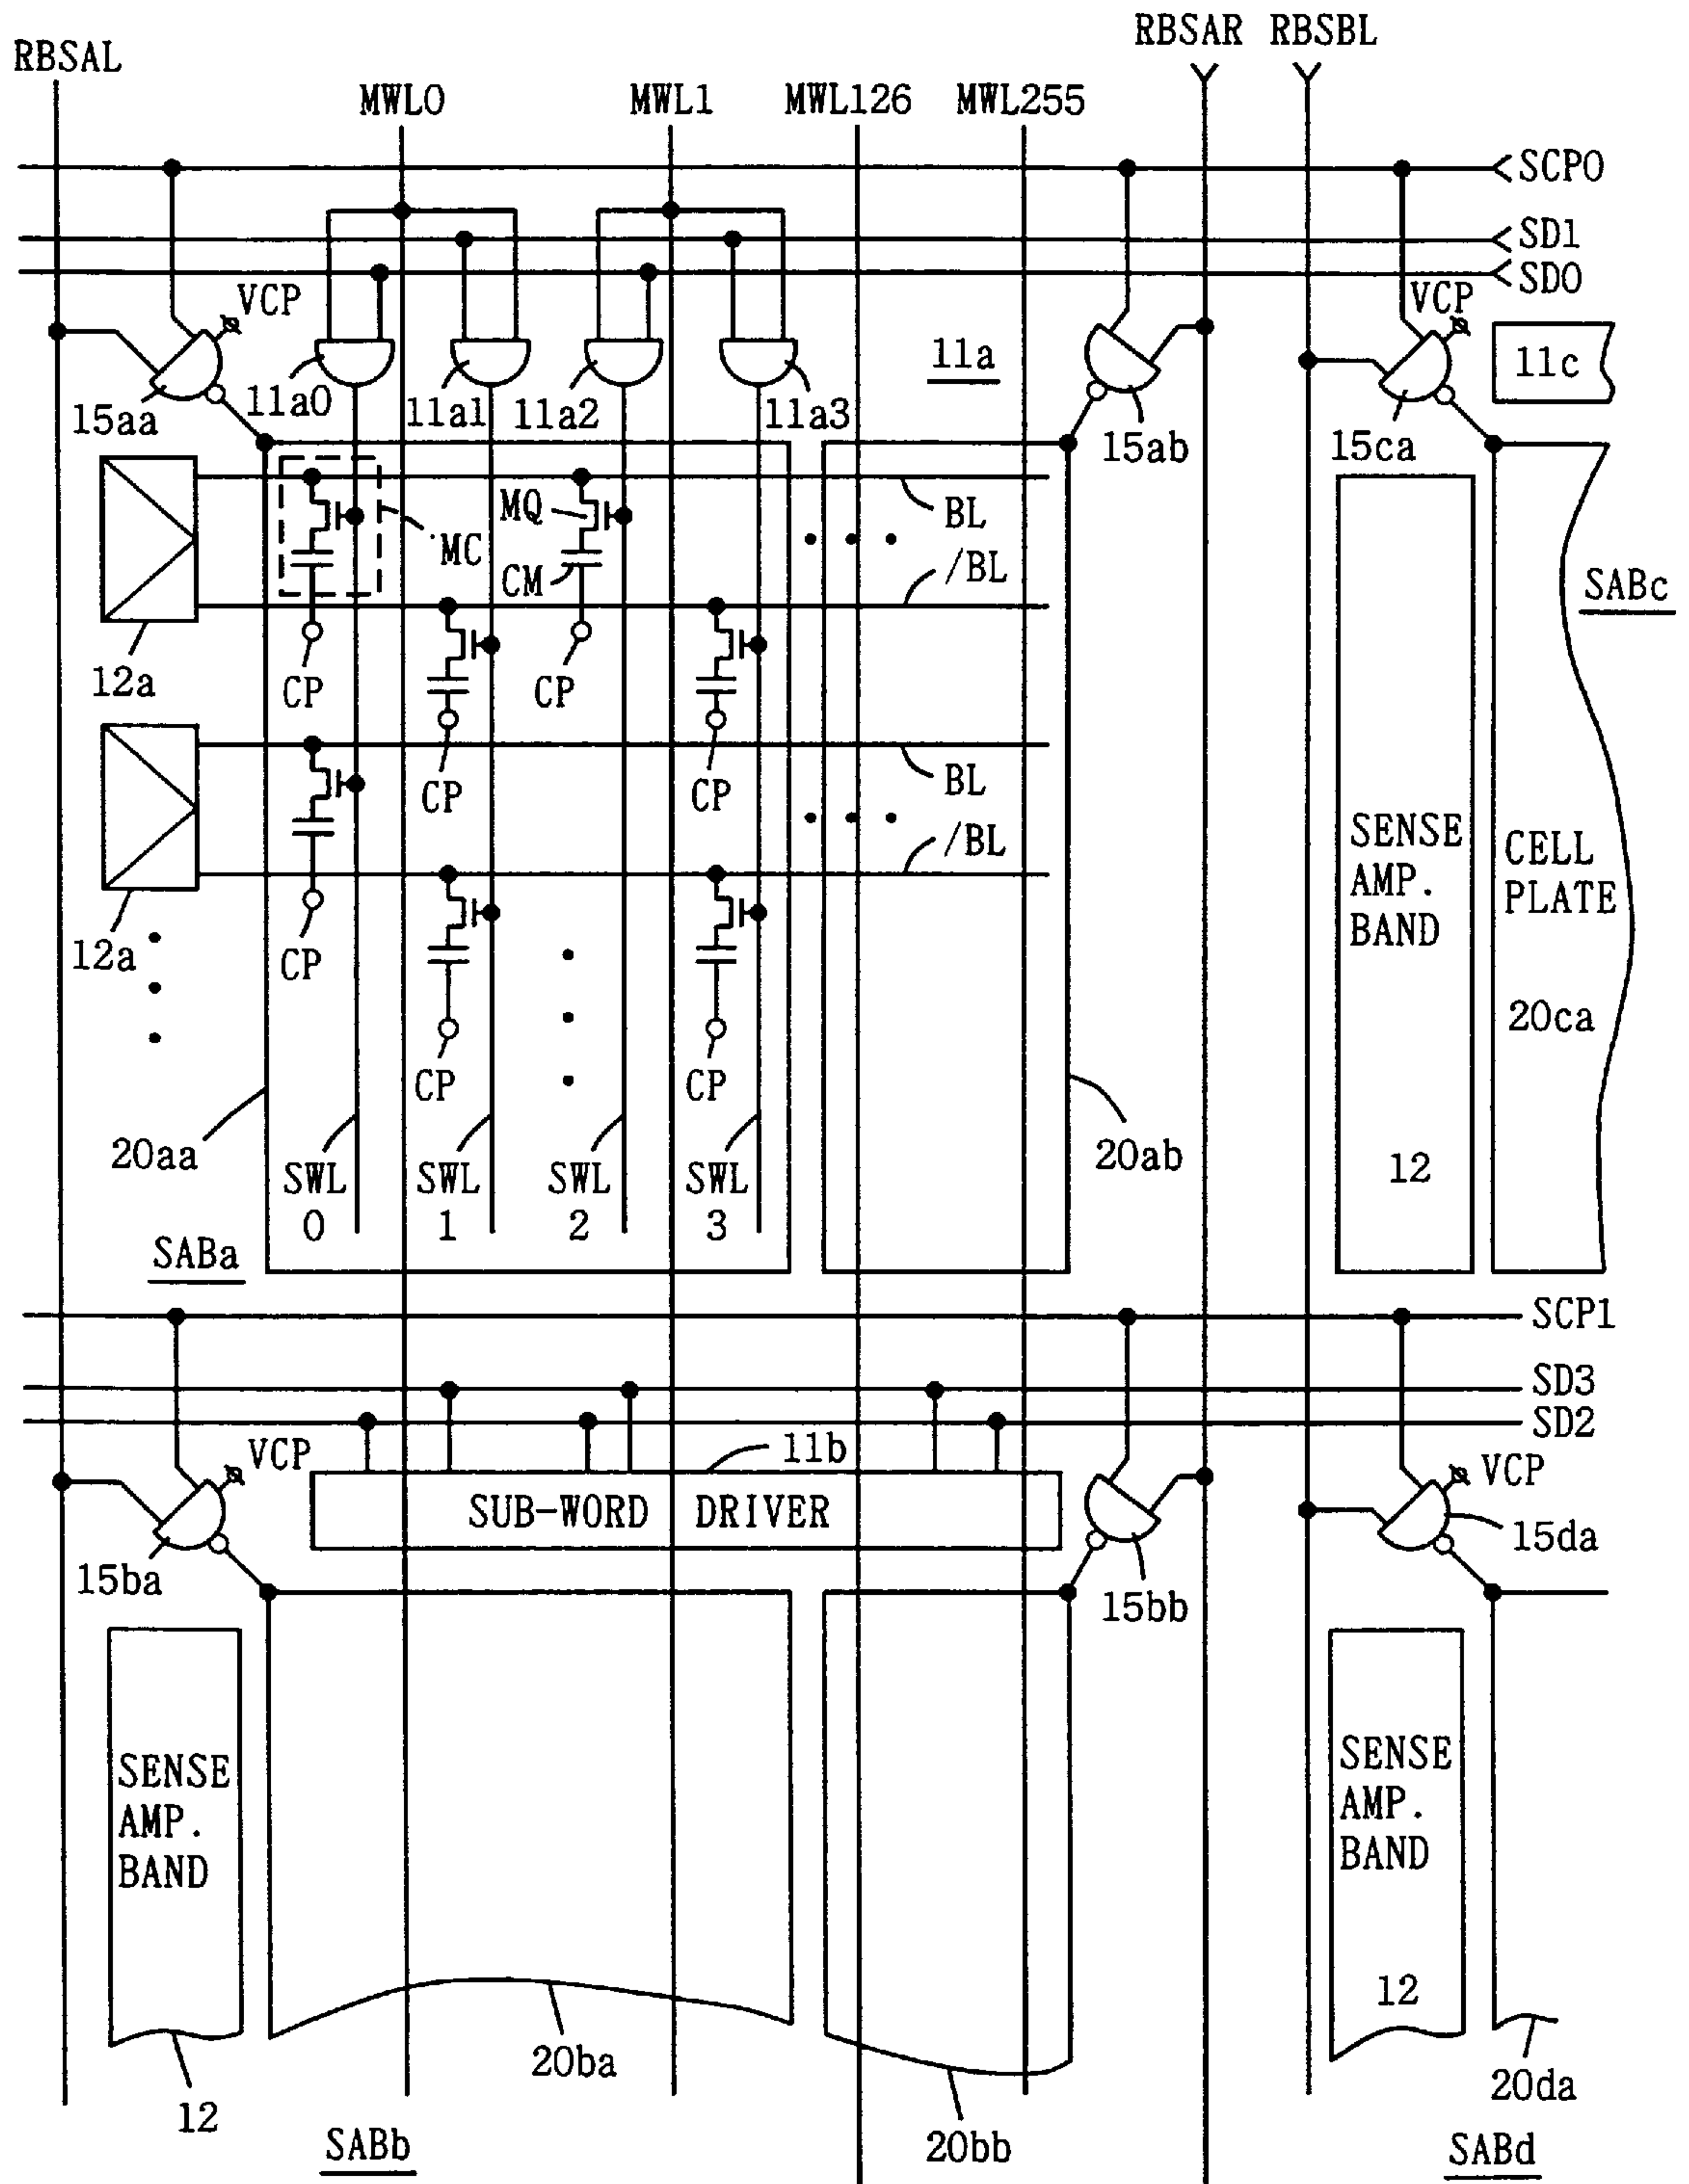 RBSAR RBSBL
RBSAL
MWL0 MWL1 MWL126 MWL255
SCP0
SD1
SD0
VCP VCP
11a 11c
11a0 11a1 11a2 11a3
15aa 15ab 15ca
MQ BL
MC
CM /BL
SABc
12a CP CP
CP CP BL
/BL
SENSE
AMP.
BAND
CELL
PLATE
12a CP
20ca
CP CP
20aa 20ab
12
SWL SWL SWL SWL
0 1 2 3
SABa
SCP1
SD3
SD2
VCP 11b VCP
SUB-WORD DRIVER
15da
15ba 15bb
SENSE
AMP.
BAND
SENSE
AMP.
BAND
12
20ba
20da
12
20bb
SABb SABd